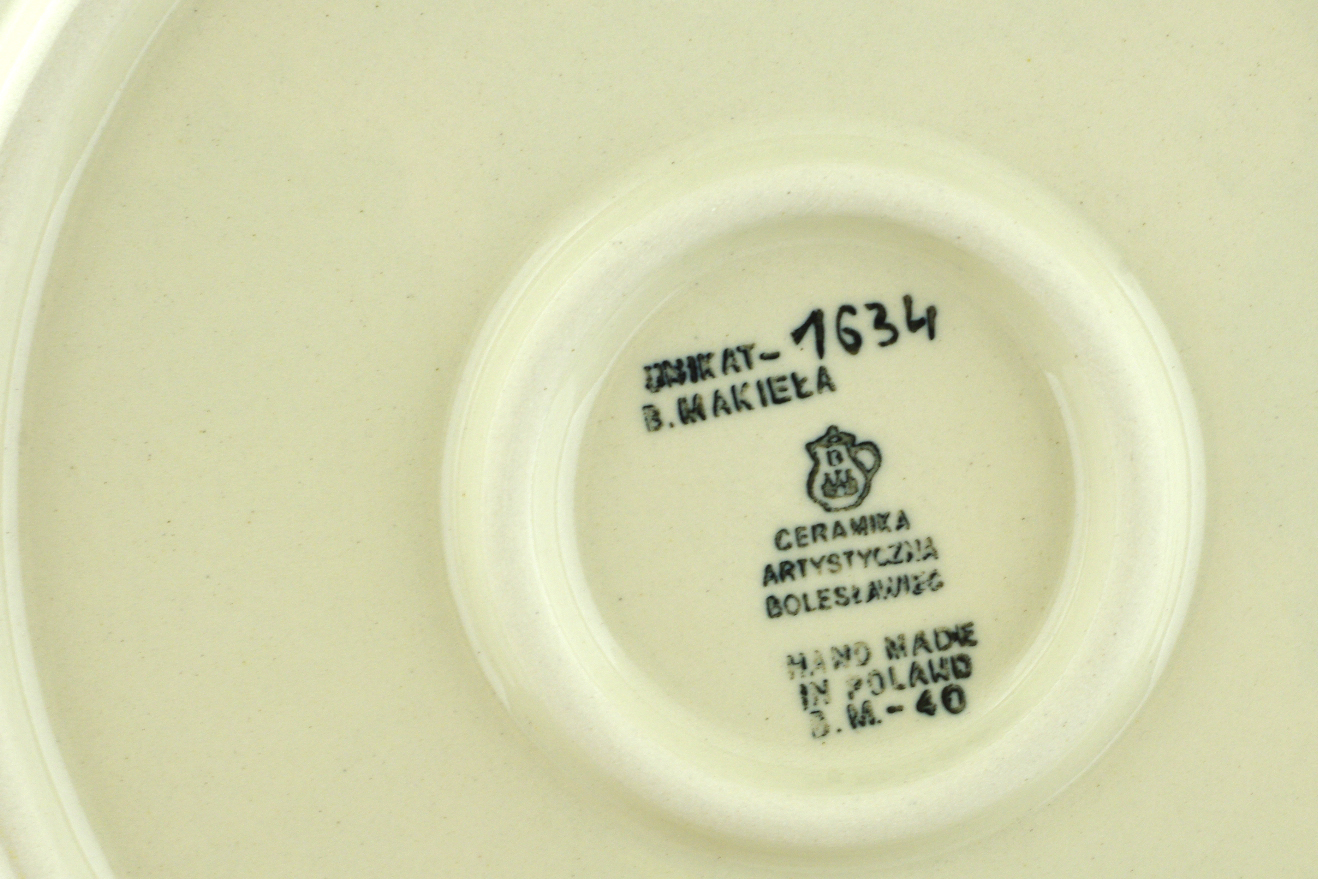 UNIKAT-1634
B.MAKIEŁA
B
CERAMIKA
ARTYSTYCZNA
BOLESŁAWIEC
HAND MADE
IN POLAND
B.M.-40